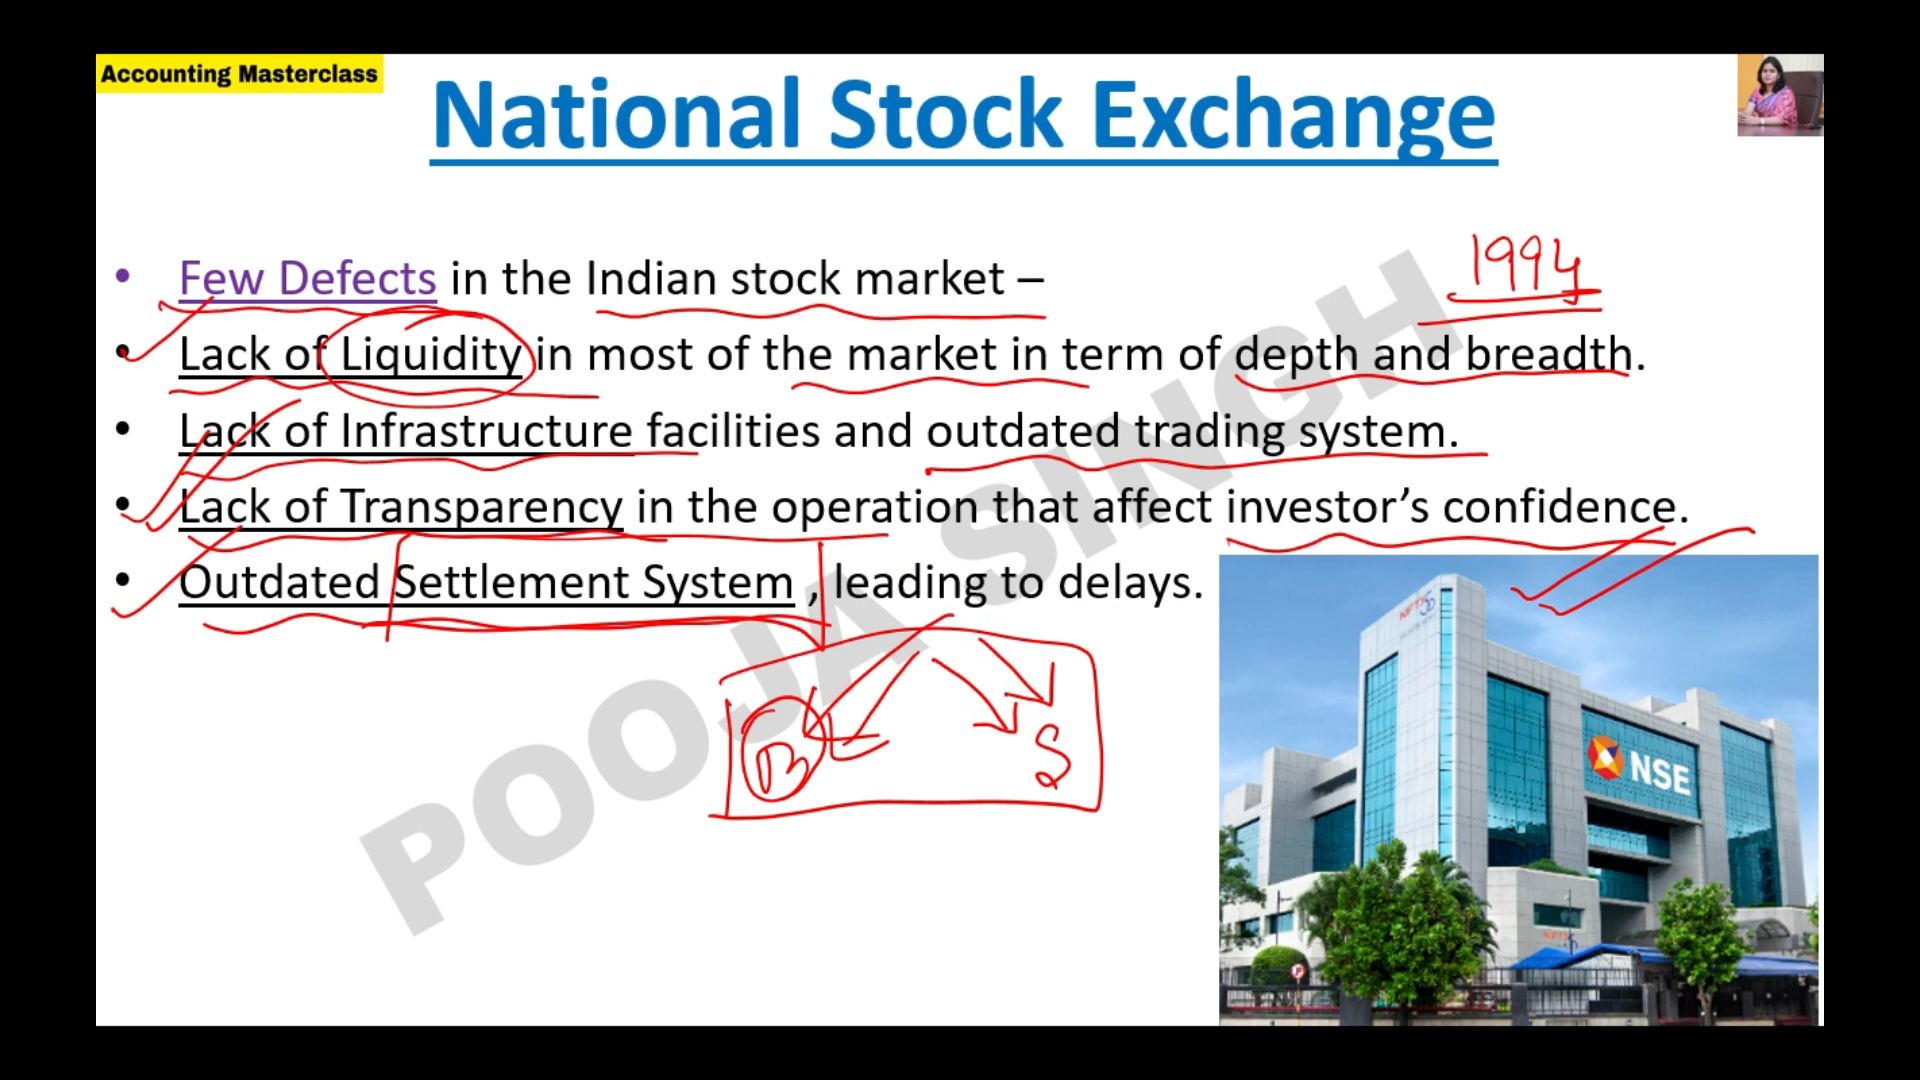 Accounting Masterclass
National Stock Exchange
1994
• Few Defects in the Indian stock market –
• Lack of Liquidity in most of the market in term of depth and breadth.
• Lack of Infrastructure facilities and outdated trading system.
• Lack of Transparency in the operation that affect investor’s confidence.
• Outdated Settlement System , leading to delays.
B
S
POOJA SINGH
NIFTY 50
NSE